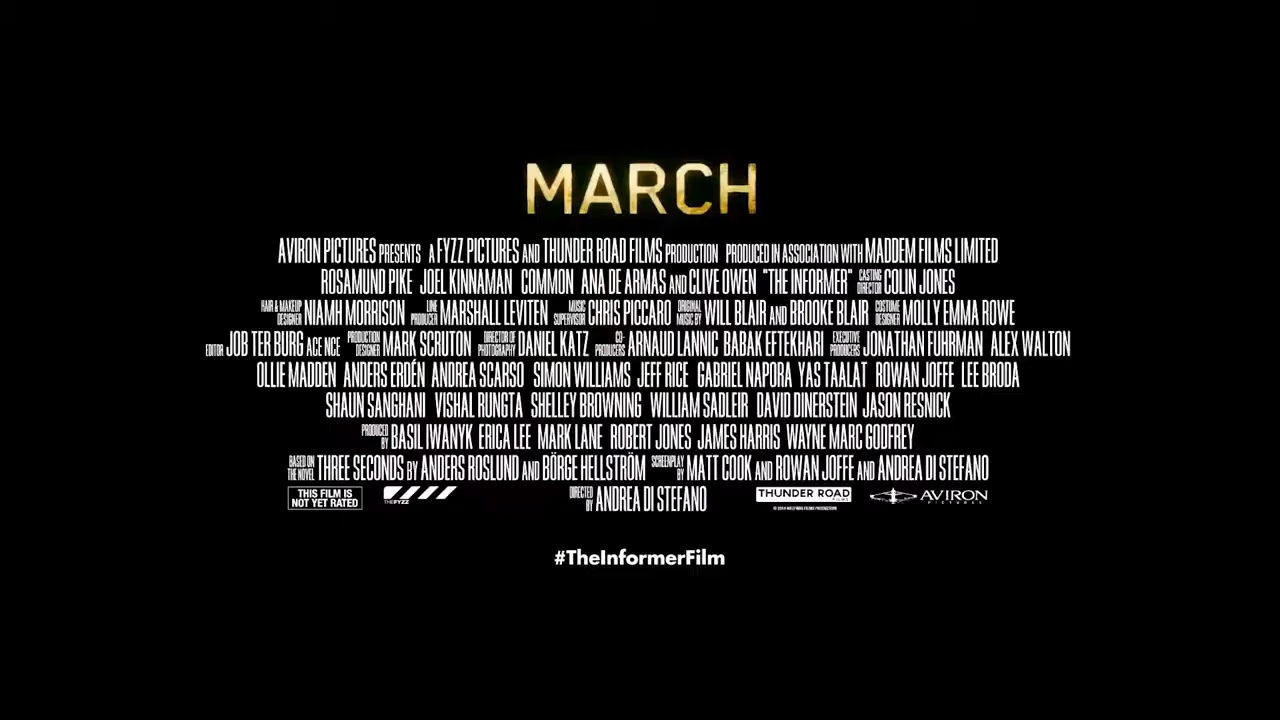 MARCH
AVIRON PICTURES PRESENTS A FYZZ PICTURES AND THUNDER ROAD FILMS PRODUCTION PRODUCED IN ASSOCIATION WITH MADDEM FILMS LIMITED
ROSAMUND PIKE JOEL KINNAMAN COMMON ANA DE ARMAS AND CLIVE OWEN "THE INFORMER" CASTING DIRECTOR COLIN JONES
HAIR & MAKEUP DESIGNER NIAMH MORRISON LINE PRODUCER MARSHALL LEVITEN MUSIC SUPERVISOR CHRIS PICCARO ORIGINAL MUSIC BY WILL BLAIR AND BROOKE BLAIR COSTUME DESIGNER MOLLY EMMA ROWE
EDITOR JOB TER BURG ACE NCE PRODUCTION DESIGNER MARK SCRUTON DIRECTOR OF PHOTOGRAPHY DANIEL KATZ CO-PRODUCERS ARNAUD LANNIC BABAK EFTEKHARI EXECUTIVE PRODUCERS JONATHAN FUHRMAN ALEX WALTON
OLLIE MADDEN ANDERS ERDÉN ANDREA SCARSO SIMON WILLIAMS JEFF RICE GABRIEL NAPORA YAS TAALAT ROWAN JOFFE LEE BRODA
SHAUN SANGHANI VISHAL RUNGTA SHELLEY BROWNING WILLIAM SADLEIR DAVID DINERSTEIN JASON RESNICK
PRODUCED BY BASIL IWANYK ERICA LEE MARK LANE ROBERT JONES JAMES HARRIS WAYNE MARC GODFREY
BASED ON THE NOVEL THREE SECONDS BY ANDERS ROSLUND AND BÖRGE HELLSTRÖM SCREENPLAY BY MATT COOK AND ROWAN JOFFE AND ANDREA DI STEFANO
THIS FILM IS NOT YET RATED THEFYZZ DIRECTED BY ANDREA DI STEFANO THUNDER ROAD FILMS AVIRON PICTURES
#TheInformerFilm